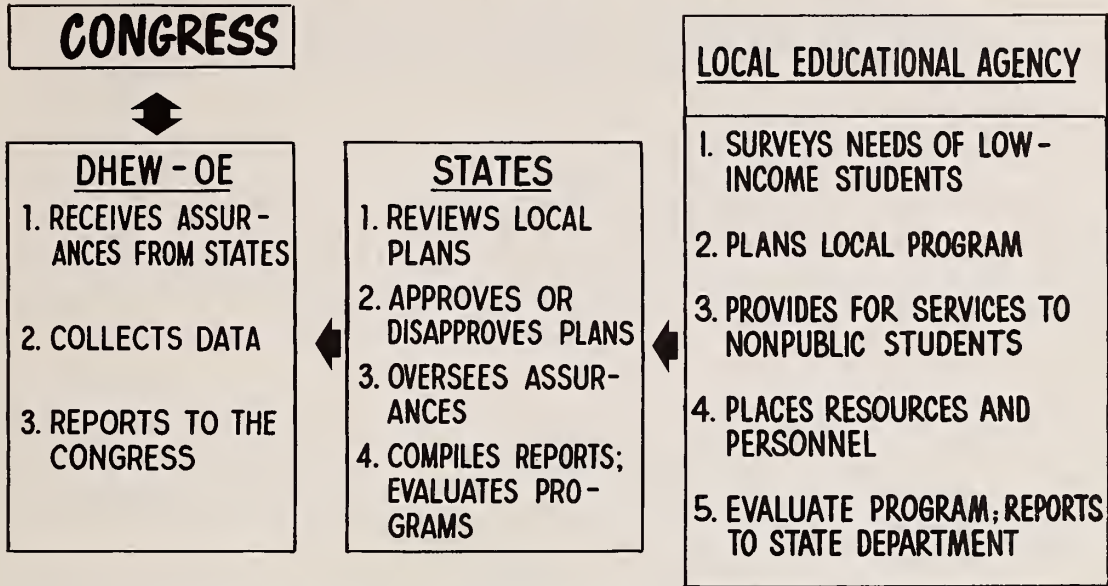 CONGRESS
DHEW - OE
1. RECEIVES ASSUR-
ANCES FROM STATES
2. COLLECTS DATA
3. REPORTS TO THE
CONGRESS
STATES
1. REVIEWS LOCAL
PLANS
2. APPROVES OR
DISAPPROVES PLANS
3. OVERSEES ASSUR-
ANCES
4. COMPILES REPORTS;
EVALUATES PRO-
GRAMS
LOCAL EDUCATIONAL AGENCY
1. SURVEYS NEEDS OF LOW-
INCOME STUDENTS
2. PLANS LOCAL PROGRAM
3. PROVIDES FOR SERVICES TO
NONPUBLIC STUDENTS
4. PLACES RESOURCES AND
PERSONNEL
5. EVALUATE PROGRAM; REPORTS
TO STATE DEPARTMENT